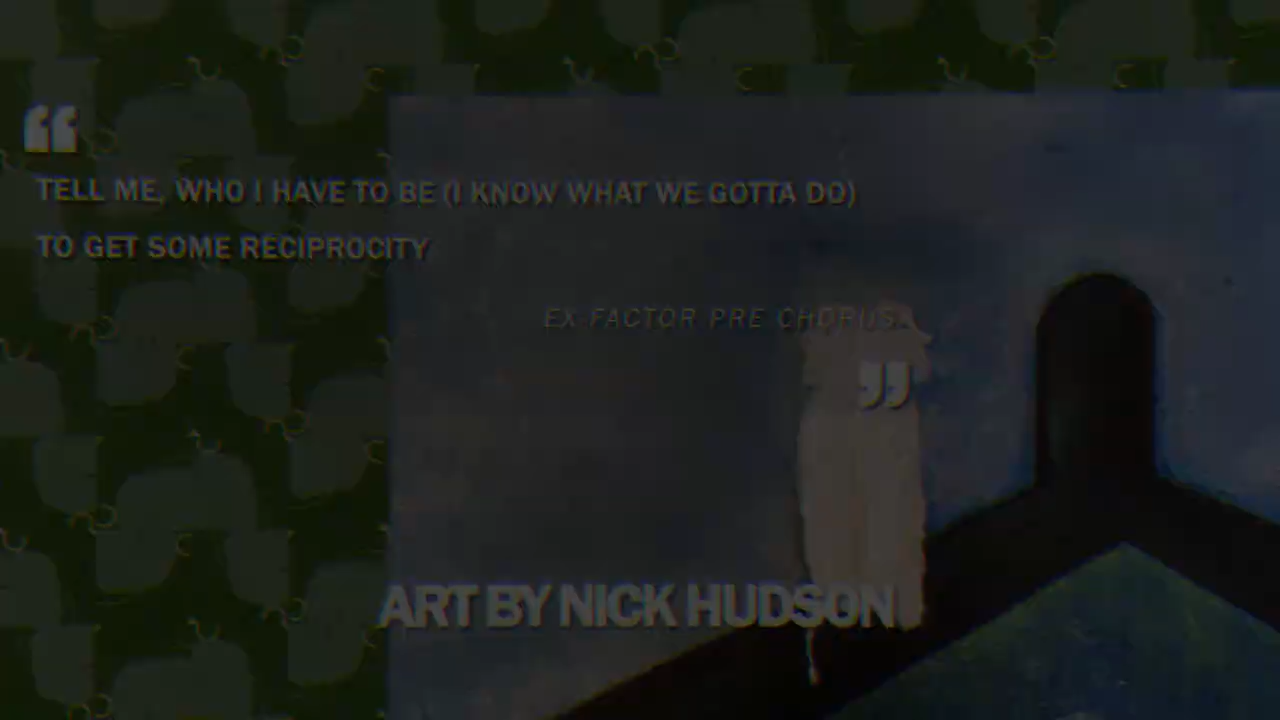 “
TELL ME, WHO I HAVE TO BE (I KNOW WHAT WE GOTTA DO)
TO GET SOME RECIPROCITY
EX FACTOR PRE CHORUS.
”
ART BY NICK HUDSON